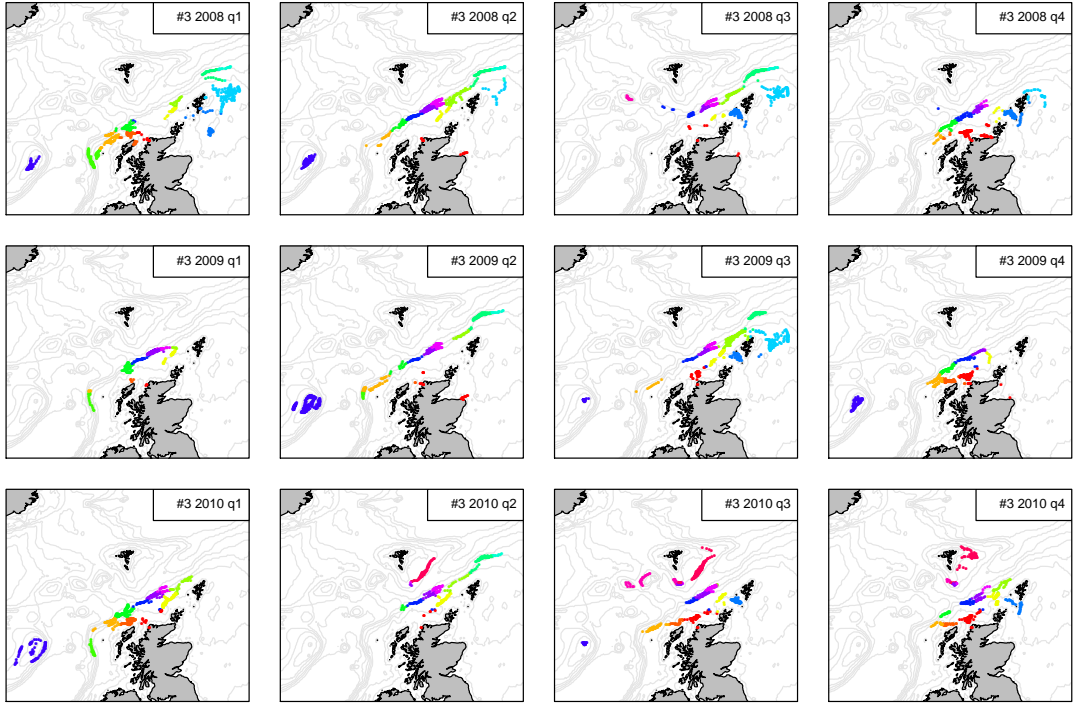 #3 2008 q1
#3 2008 q2
#3 2008 q3
#3 2008 q4
#3 2009 q1
#3 2009 q2
#3 2009 q3
#3 2009 q4
#3 2010 q1
#3 2010 q2
#3 2010 q3
#3 2010 q4